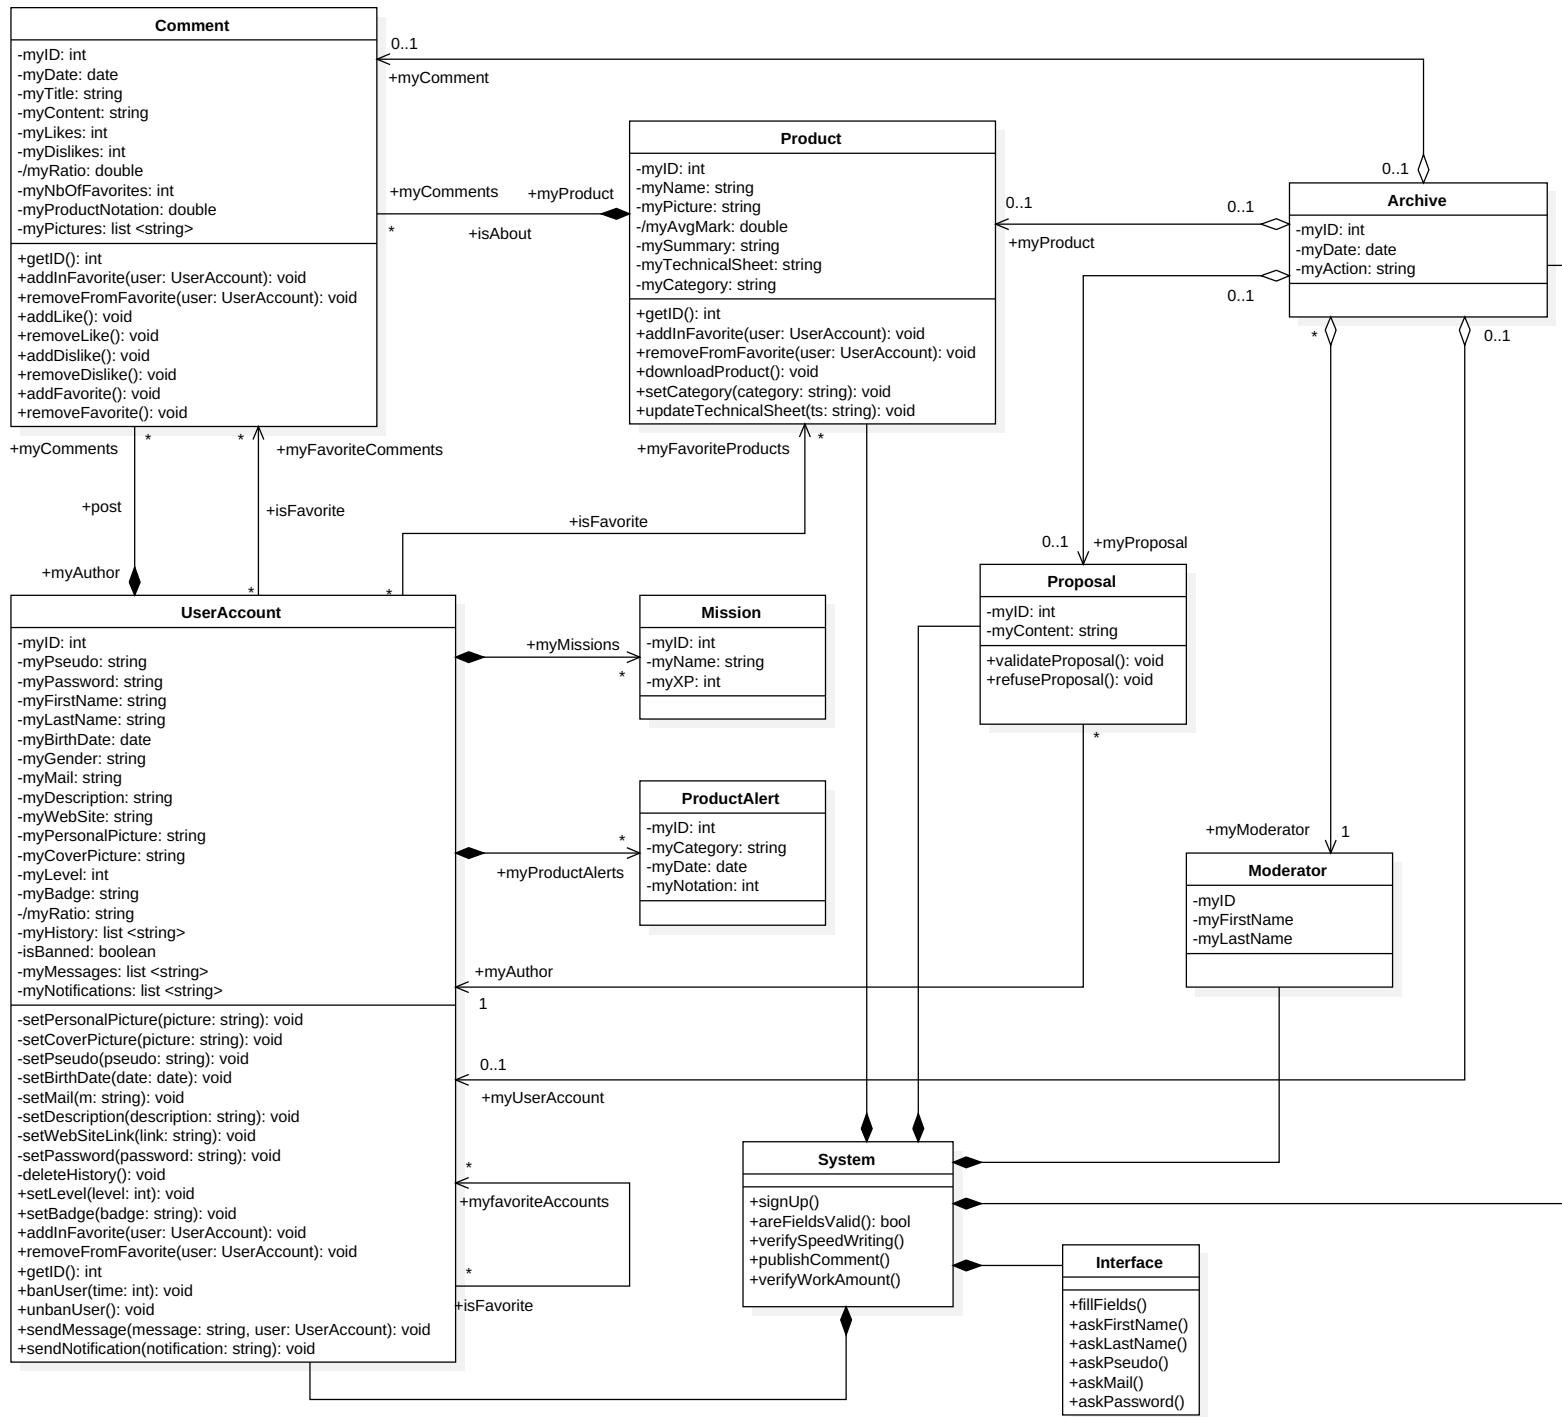 Comment
-myID: int
-myDate: date
-myTitle: string
-myContent: string
-myLikes: int
-myDislikes: int
-/myRatio: double
-myNbOfFavorites: int
-myProductNotation: double
-myPictures: list <string>
+getID(): int
+addInFavorite(user: UserAccount): void
+removeFromFavorite(user: UserAccount): void
+addLike(): void
+removeLike(): void
+addDislike(): void
+removeDislike(): void
+addFavorite(): void
+removeFavorite(): void
0..1
+myComment
+myComments
+myProduct
*
+isAbout
Product
-myID: int
-myName: string
-myPicture: string
-/myAvgMark: double
-mySummary: string
-myTechnicalSheet: string
-myCategory: string
+getID(): int
+addInFavorite(user: UserAccount): void
+removeFromFavorite(user: UserAccount): void
+downloadProduct(): void
+setCategory(category: string): void
+updateTechnicalSheet(ts: string): void
0..1
0..1
0..1
+myProduct
0..1
Archive
-myID: int
-myDate: date
-myAction: string
*
0..1
+myComments
*
*
+myFavoriteComments
+post
+isFavorite
+myAuthor
*
+myFavoriteProducts
*
+isFavorite
*
0..1
+myProposal
UserAccount
-myID: int
-myPseudo: string
-myPassword: string
-myFirstName: string
-myLastName: string
-myBirthDate: date
-myGender: string
-myMail: string
-myDescription: string
-myWebSite: string
-myPersonalPicture: string
-myCoverPicture: string
-myLevel: int
-myBadge: string
-/myRatio: string
-myHistory: list <string>
-isBanned: boolean
-myMessages: list <string>
-myNotifications: list <string>
-setPersonalPicture(picture: string): void
-setCoverPicture(picture: string): void
-setPseudo(pseudo: string): void
-setBirthDate(date: date): void
-setMail(m: string): void
-setDescription(description: string): void
-setWebSiteLink(link: string): void
-setPassword(password: string): void
-deleteHistory(): void
+setLevel(level: int): void
+setBadge(badge: string): void
+addInFavorite(user: UserAccount): void
+removeFromFavorite(user: UserAccount): void
+getID(): int
+banUser(time: int): void
+unbanUser(): void
+sendMessage(message: string, user: UserAccount): void
+sendNotification(notification: string): void
+myMissions
*
Mission
-myID: int
-myName: string
-myXP: int
*
+myProductAlerts
ProductAlert
-myID: int
-myCategory: string
-myDate: date
-myNotation: int
Proposal
-myID: int
-myContent: string
+validateProposal(): void
+refuseProposal(): void
*
+myModerator
1
Moderator
-myID
-myFirstName
-myLastName
+myAuthor
1
0..1
+myUserAccount
*
+myfavoriteAccounts
*
+isFavorite
System
+signUp()
+areFieldsValid(): bool
+verifySpeedWriting()
+publishComment()
+verifyWorkAmount()
Interface
+fillFields()
+askFirstName()
+askLastName()
+askPseudo()
+askMail()
+askPassword()